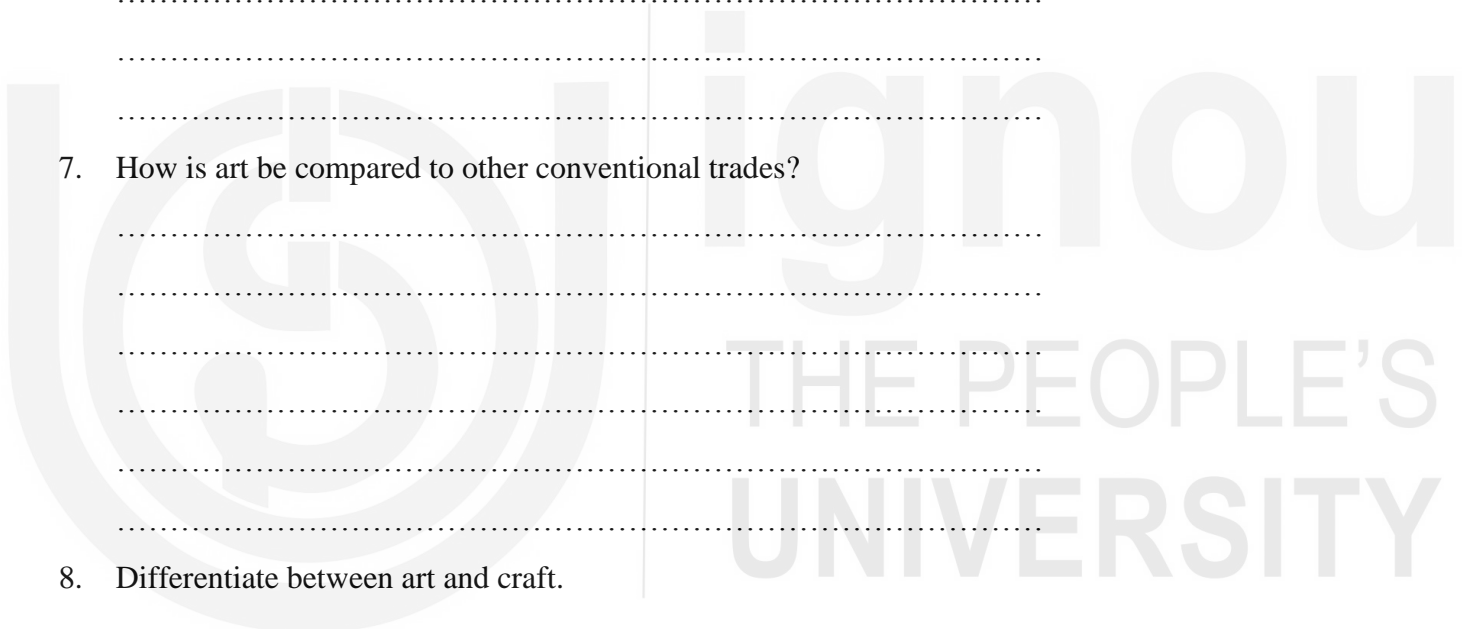 ……………………………………………………………………………
……………………………………………………………………………
……………………………………………………………………………
7. How is art be compared to other conventional trades?
……………………………………………………………………………
……………………………………………………………………………
……………………………………………………………………………
……………………………………………………………………………
……………………………………………………………………………
……………………………………………………………………………
8. Differentiate between art and craft.
ignou
THE PEOPLE'S
UNIVERSITY